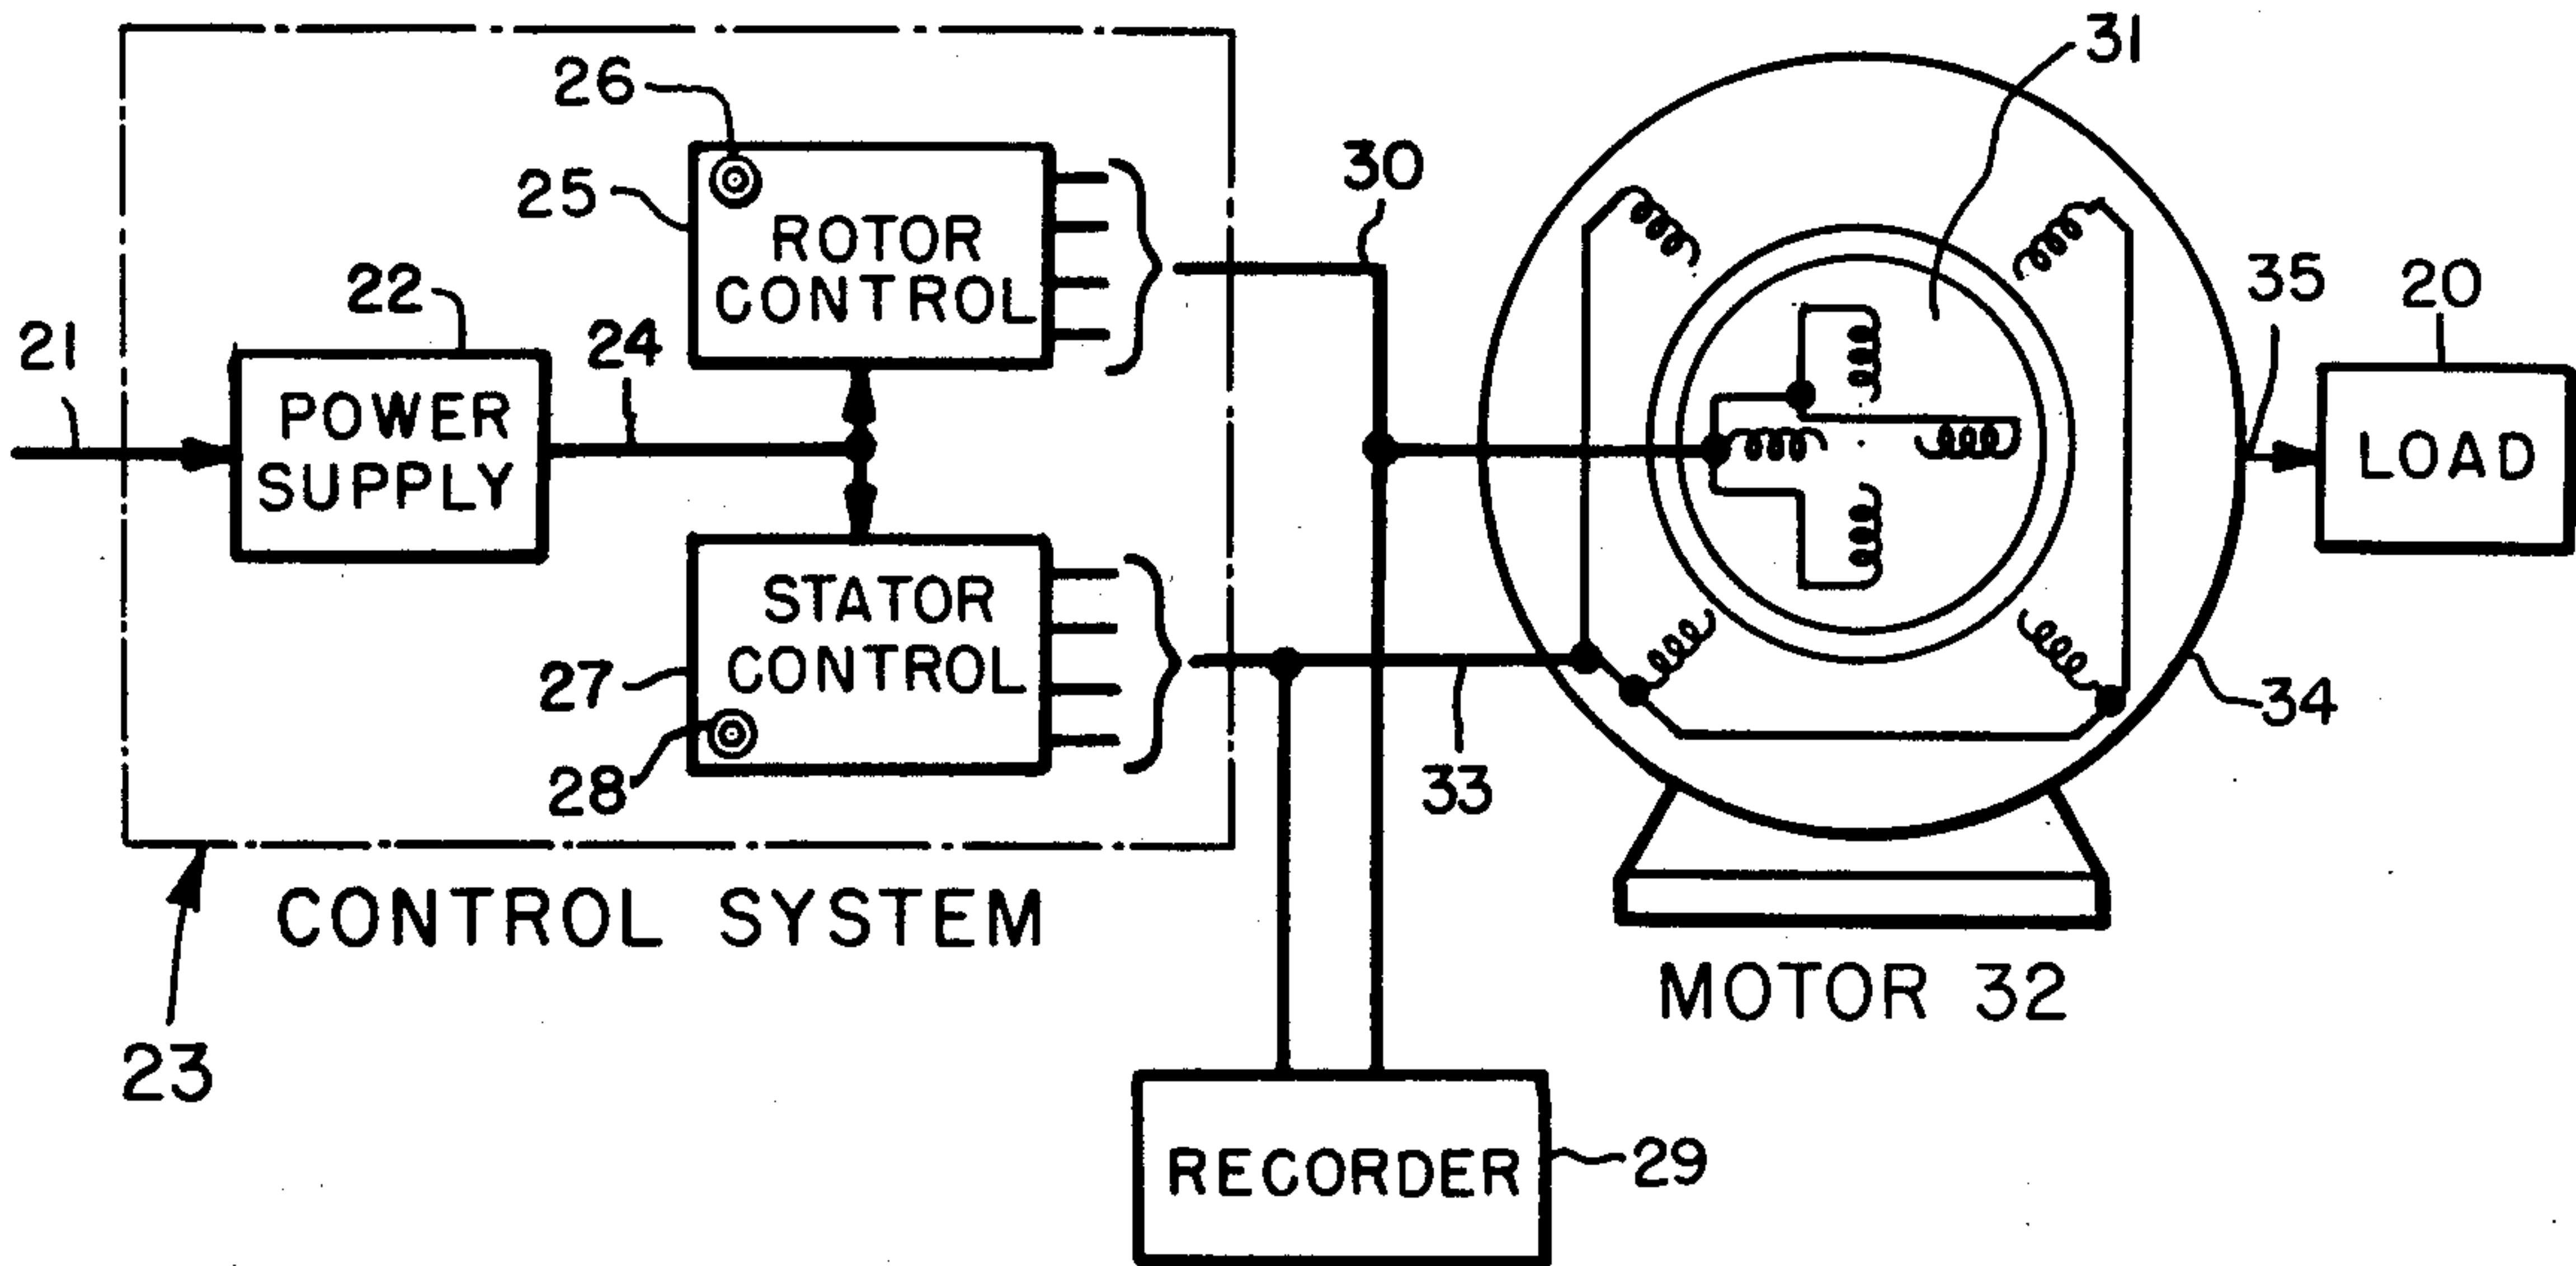 31
26
30
25
ROTOR
CONTROL
35
20
22
24
21
POWER
SUPPLY
LOAD
STATOR
CONTROL
27
28
33
34
CONTROL SYSTEM
MOTOR 32
23
RECORDER
29